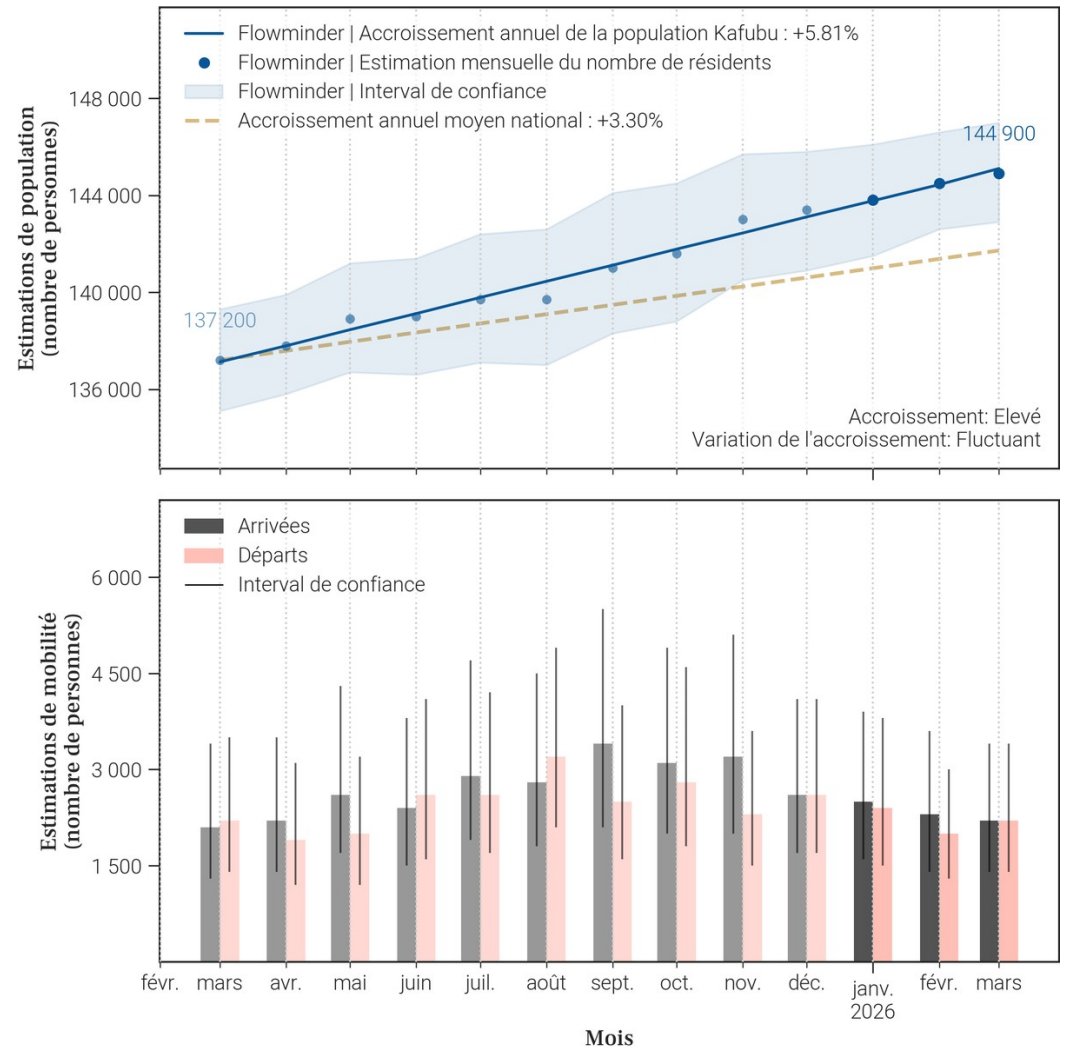 Flowminder | Accroissement annuel de la population Kafubu : +5.81%
Flowminder | Estimation mensuelle du nombre de résidents
Flowminder | Interval de confiance
Accroissement annuel moyen national : +3.30%
Estimations de population
(nombre de personnes)
148 000
144 000
140 000
136 000
137 200
144 900
Accroissement: Elevé
Variation de l'accroissement: Fluctuant
Arrivées
Départs
Interval de confiance
Estimations de mobilité
(nombre de personnes)
6 000
4 500
3 000
1 500
févr. mars avr. mai juin juil. août sept. oct. nov. déc. janv. févr. mars
2026
Mois